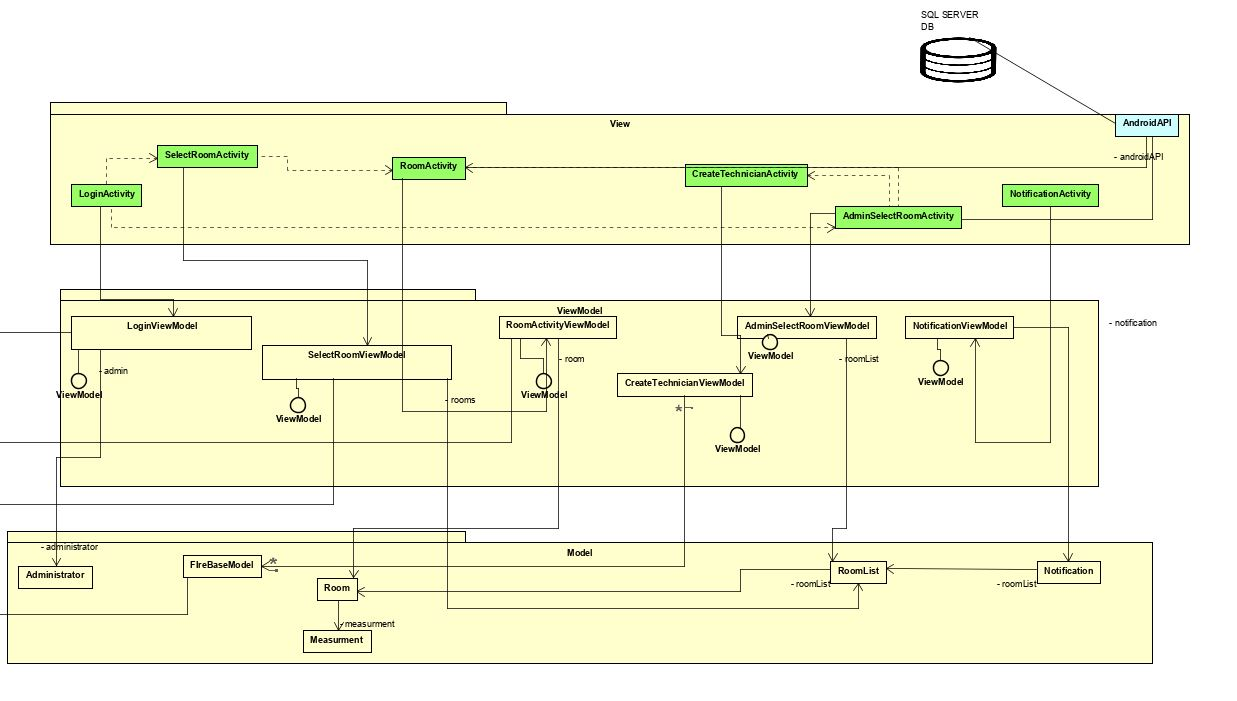 SQL SERVER
DB
View
AndroidAPI
- androidAPI
SelectRoomActivity
RoomActivity
CreateTechnicianActivity
LoginActivity
NotificationActivity
AdminSelectRoomActivity
ViewModel
LoginViewModel
RoomActivityViewModel
AdminSelectRoomViewModel
NotificationViewModel
- notification
SelectRoomViewModel
ViewModel
- room
- roomList
- admin
CreateTechnicianViewModel
ViewModel
ViewModel
ViewModel
- rooms
*
ViewModel
ViewModel
- administrator
Model
FIreBaseModel
*
Administrator
Room
RoomList
Notification
- roomList
- roomList
- measurment
Measurment